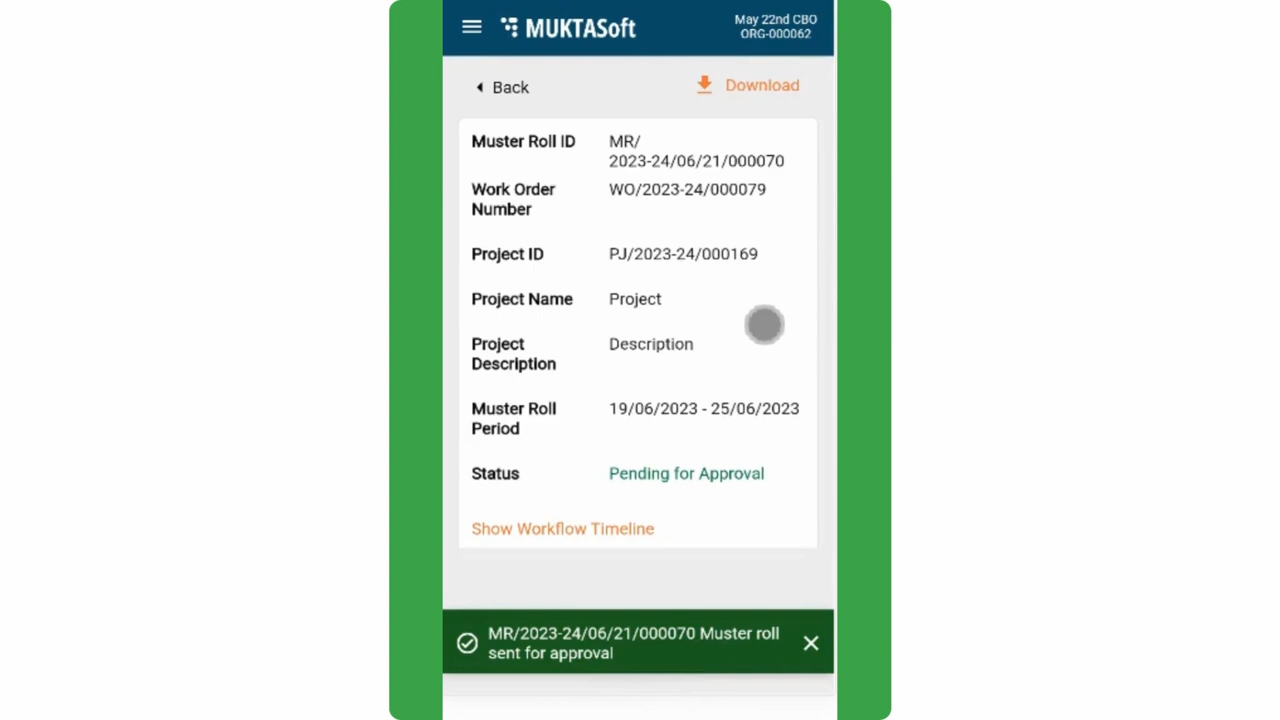 MUKTASoft
May 22nd CBO
ORG-000062
Back
Download
Muster Roll ID MR/
2023-24/06/21/000070
Work Order WO/2023-24/000079
Number
Project ID PJ/2023-24/000169
Project Name Project
Project Description
Description
Muster Roll 19/06/2023 - 25/06/2023
Period
Status Pending for Approval
Show Workflow Timeline
MR/2023-24/06/21/000070 Muster roll
sent for approval